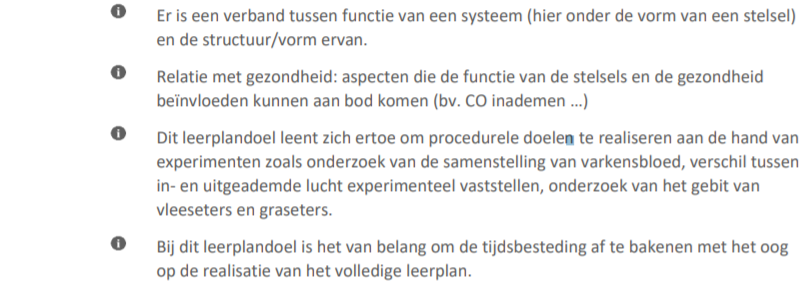 Er is een verband tussen functie van een systeem (hier onder de vorm van een stelsel)
en de structuur/vorm ervan.
Relatie met gezondheid: aspecten die de functie van de stelsels en de gezondheid
beïnvloeden kunnen aan bod komen (bv. CO inademen ...)
Dit leerplandoel leent zich ertoe om procedurele doelen te realiseren aan de hand van
experimenten zoals onderzoek van de samenstelling van varkensbloed, verschil tussen
in- en uitgeademde lucht experimenteel vaststellen, onderzoek van het gebit van
vleeseters en graseters.
Bij dit leerplandoel is het van belang om de tijdsbesteding af te bakenen met het oog
op de realisatie van het volledige leerplan.